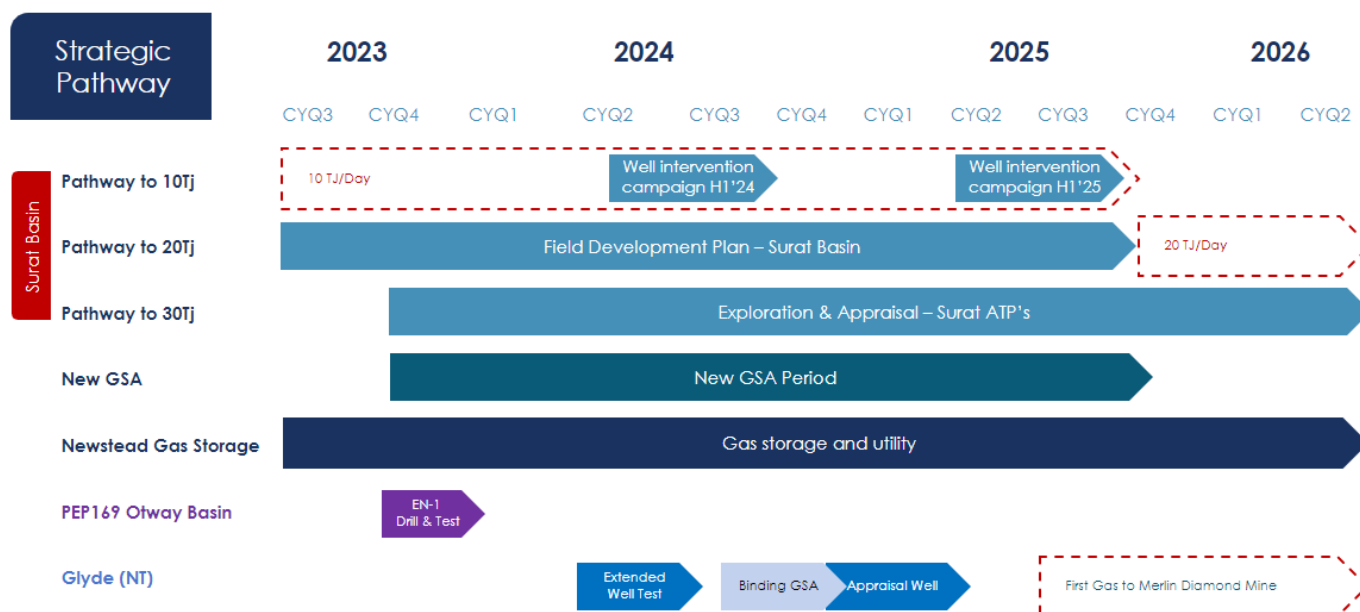 Strategic
Pathway
2023 2024 2025 2026
CYQ3 CYQ4 CYQ1 CYQ2 CYQ3 CYQ4 CYQ1 CYQ2 CYQ3 CYQ4 CYQ1 CYQ2
Surat Basin
Pathway to 10Tj
10 TJ/Day
Well intervention
campaign H1'24
Well intervention
campaign H1'25
Pathway to 20Tj
Field Development Plan – Surat Basin
20 TJ/Day
Pathway to 30Tj
Exploration & Appraisal – Surat ATP's
New GSA
New GSA Period
Newstead Gas Storage
Gas storage and utility
PEP169 Otway Basin
EN-1
Drill & Test
Glyde (NT)
Extended
Well Test
Binding GSA
Appraisal Well
First Gas to Merlin Diamond Mine